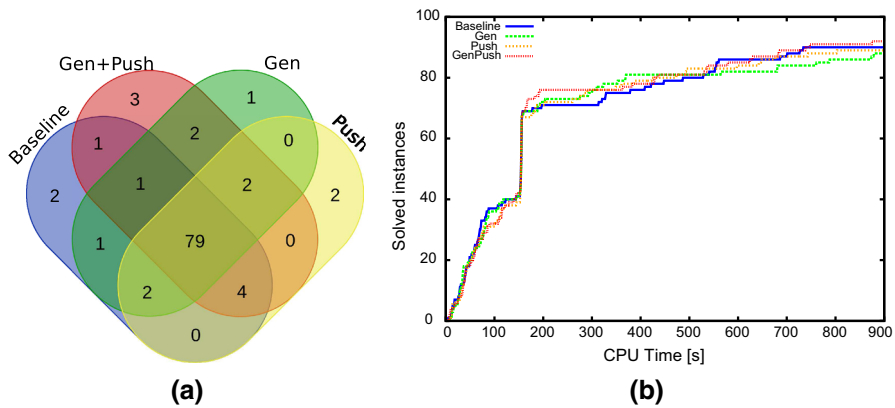 Gen+Push
Gen
Baseline
Push
3
1
1
2
0
2
1
2
2
1
79
0
2
4
0
(a)
Baseline
Gen
Push
GenPush
Solved instances
100
80
60
40
20
0
0 100 200 300 400 500 600 700 800 900
CPU Time [s]
(b)